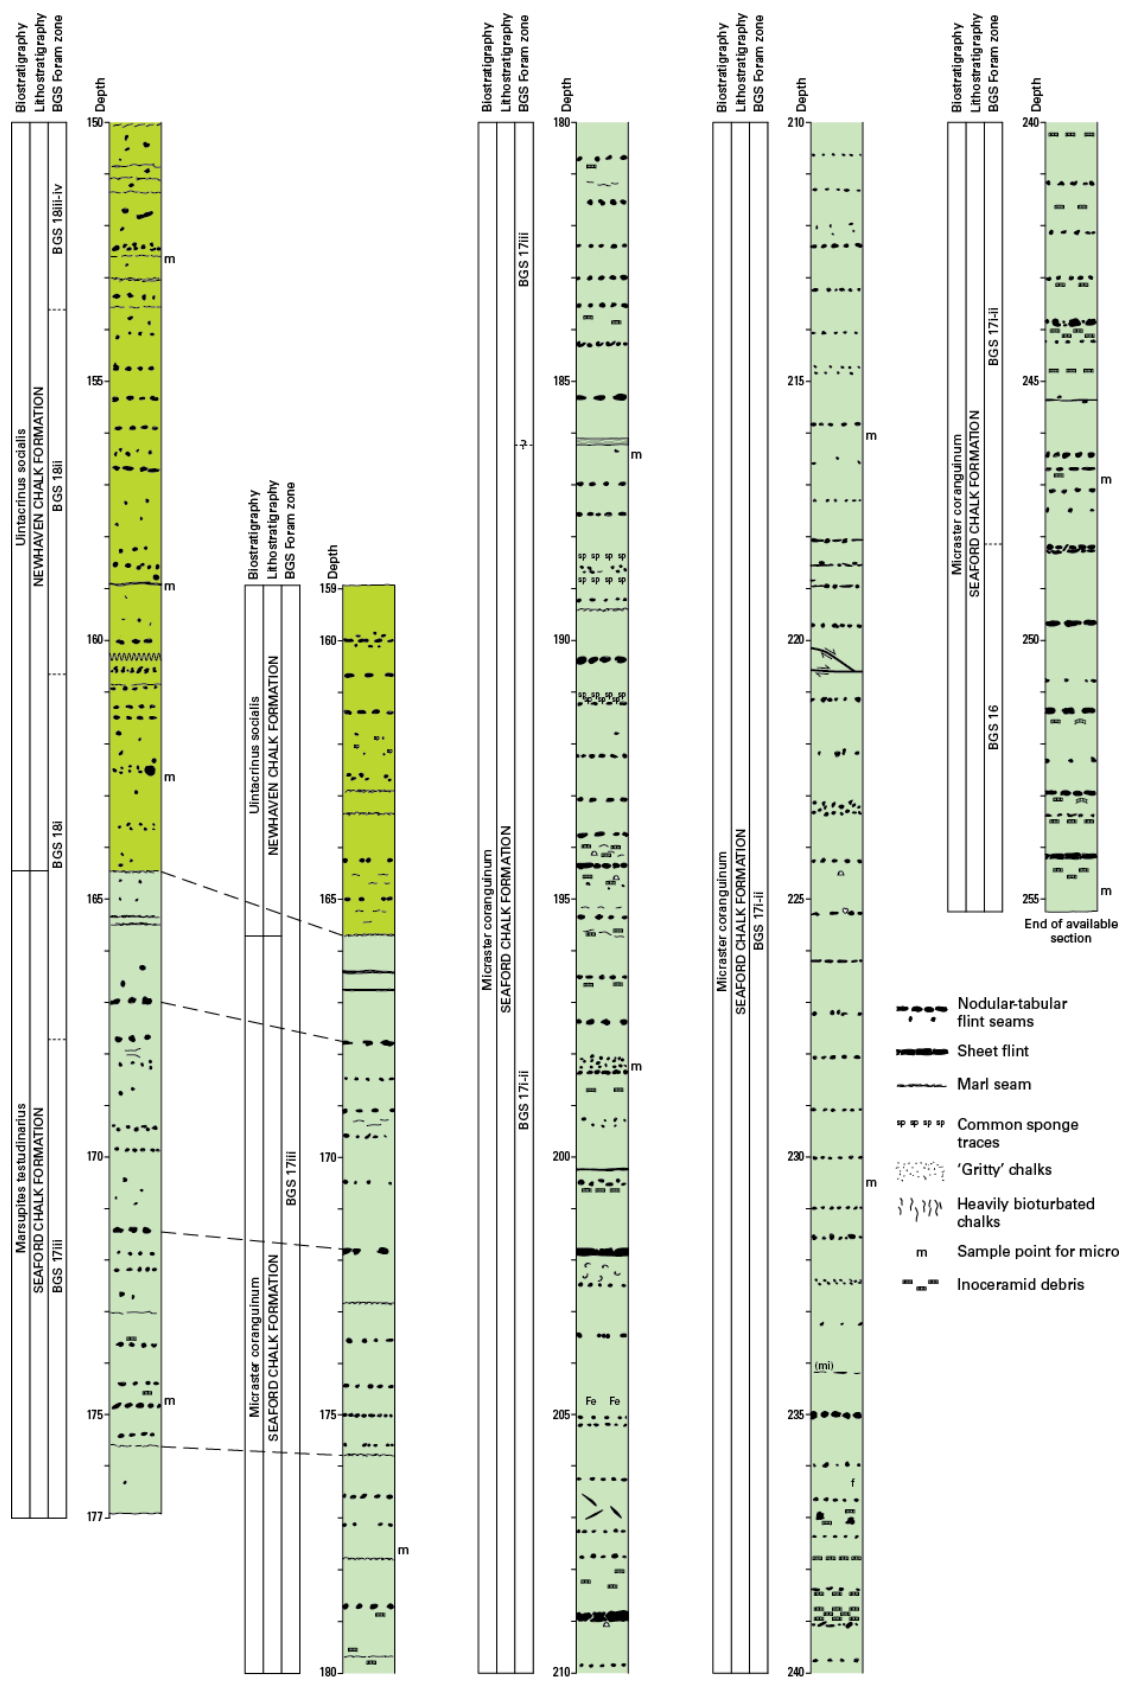 Biostratigraphy
Lithostratigraphy
BGS Foram zone
Depth
150
155
160
165
170
175
177
Uintacrinus socialis
NEWHAVEN CHALK FORMATION
BGS 18iii-iv
BGS 18ii
BGS 18i
Marsupites testudinarius
SEAFORD CHALK FORMATION
BGS 17iii
m
m
m
m
Biostratigraphy
Lithostratigraphy
BGS Foram zone
Depth
159
160
165
170
175
180
Uintacrinus socialis
NEWHAVEN CHALK FORMATION
Micraster coranguinum
SEAFORD CHALK FORMATION
BGS 17iii
m
Biostratigraphy
Lithostratigraphy
BGS Foram zone
Depth
180
185
190
195
200
205
210
Micraster coranguinum
SEAFORD CHALK FORMATION
BGS 17iii
?
BGS 17i-ii
m
sp sp sp sp
sp sp sp sp
sp sp sp sp
m
Fe Fe
Biostratigraphy
Lithostratigraphy
BGS Foram zone
Depth
210
215
220
225
230
235
240
Micraster coranguinum
SEAFORD CHALK FORMATION
BGS 17i-ii
m
m
(mi)
f
Biostratigraphy
Lithostratigraphy
BGS Foram zone
Depth
240
245
250
255
Micraster coranguinum
SEAFORD CHALK FORMATION
BGS 17i-ii
BGS 16
m
m
End of available
section
Nodular-tabular
flint seams
Sheet flint
Marl seam
sp sp sp sp
Common sponge
traces
‘Gritty’ chalks
Heavily bioturbated
chalks
m
Sample point for micro
Inoceramid debris